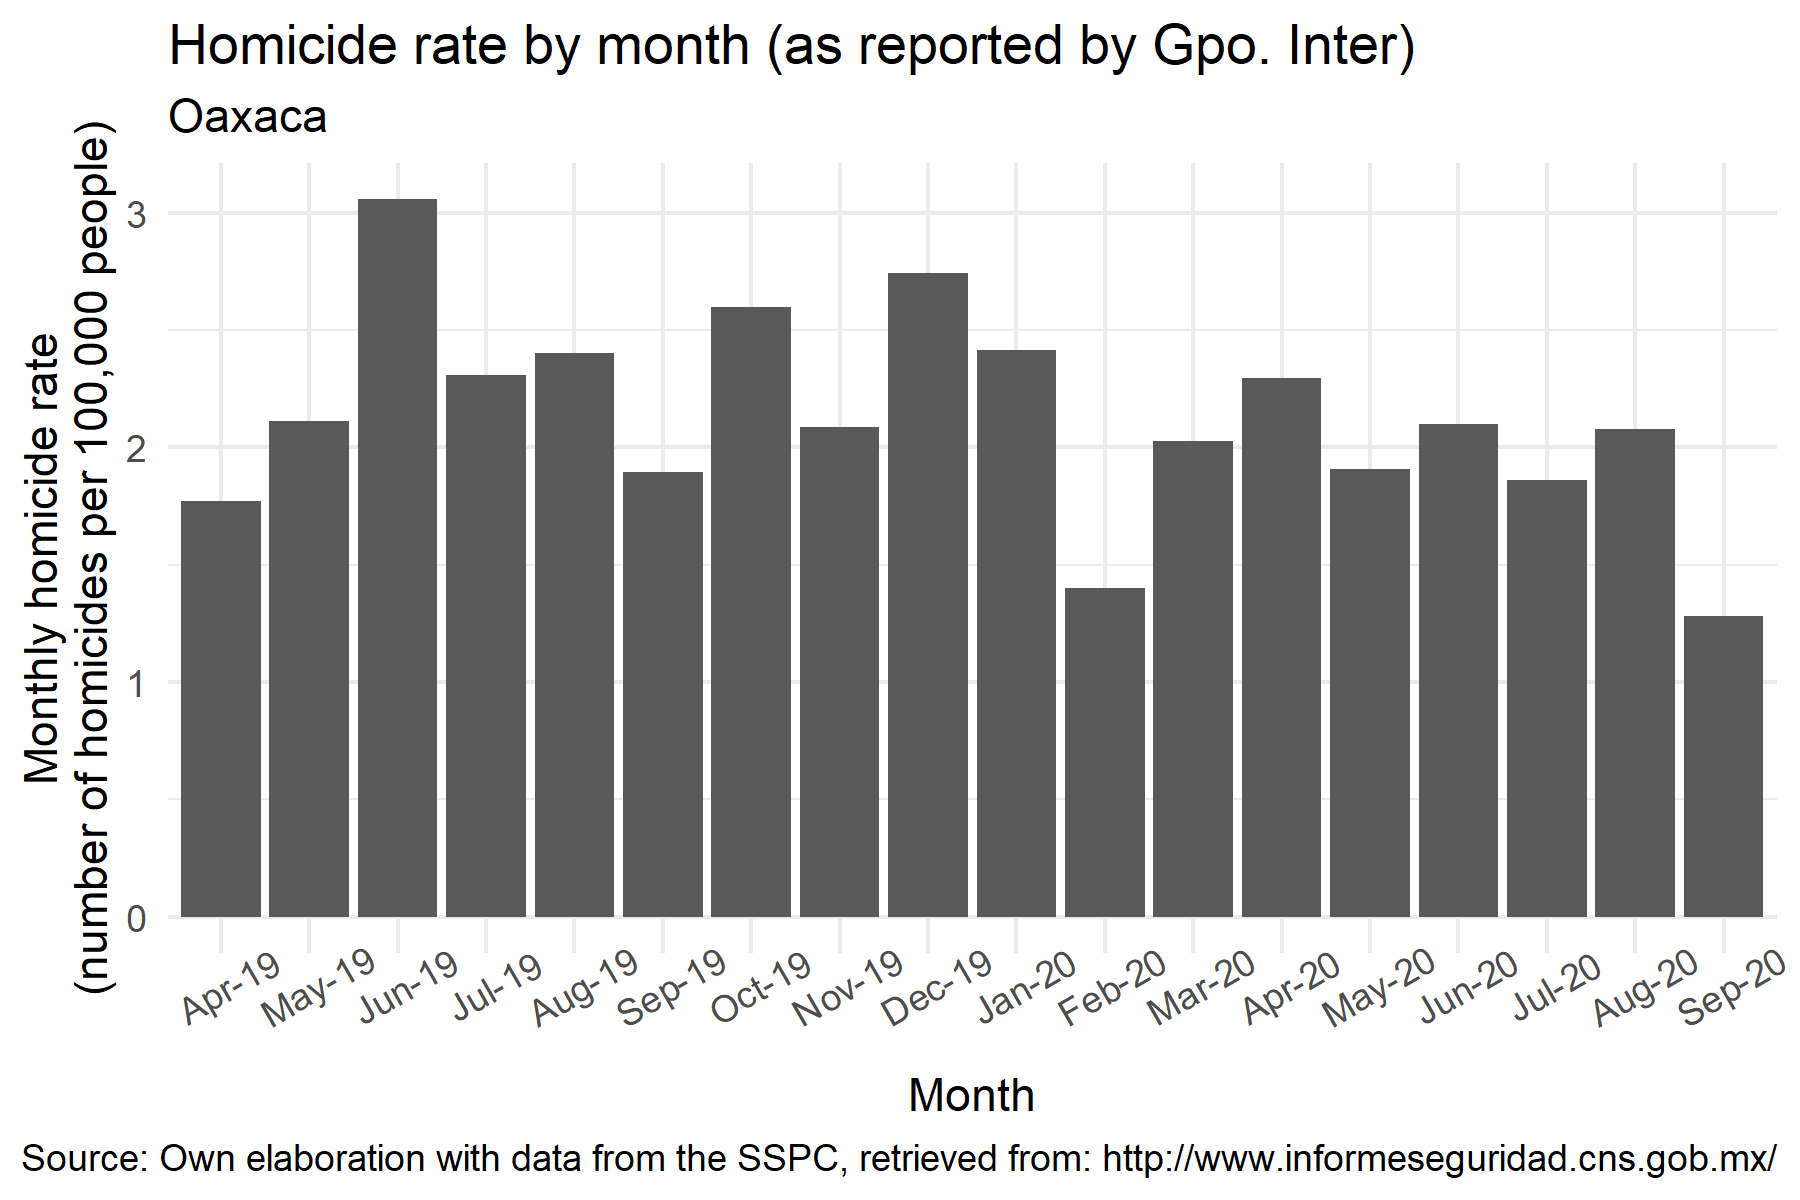 Homicide rate by month (as reported by Gpo. Inter)
Oaxaca
Monthly homicide rate
(number of homicides per 100,000 people)
3
2
1
0
Apr-19
May-19
Jun-19
Jul-19
Aug-19
Sep-19
Oct-19
Nov-19
Dec-19
Jan-20
Feb-20
Mar-20
Apr-20
May-20
Jun-20
Jul-20
Aug-20
Sep-20
Month
Source: Own elaboration with data from the SSPC, retrieved from: http://www.informeseguridad.cns.gob.mx/